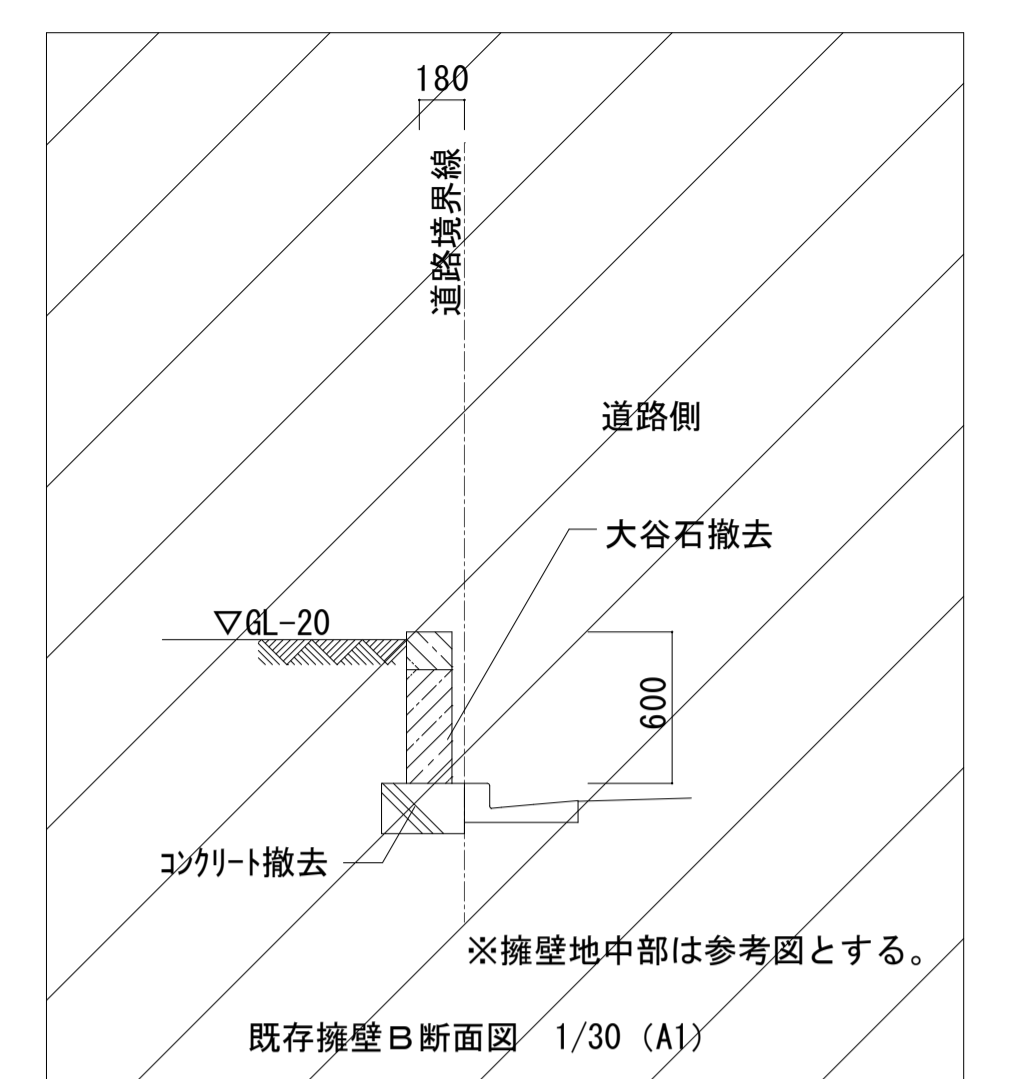 180
道路境界線
道路側
大谷石撤去
▽GL-20
600
コンクリート撤去
※擁壁地中部は参考図とする。
既存擁壁B断面図 1/30 (A1)